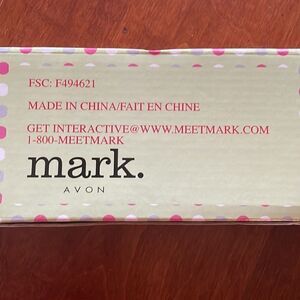 FSC: F494621
MADE IN CHINA/FAIT EN CHINE
GET INTERACTIVE@WWW.MEETMARK.COM
1-800-MEETMARK
mark.
AVON